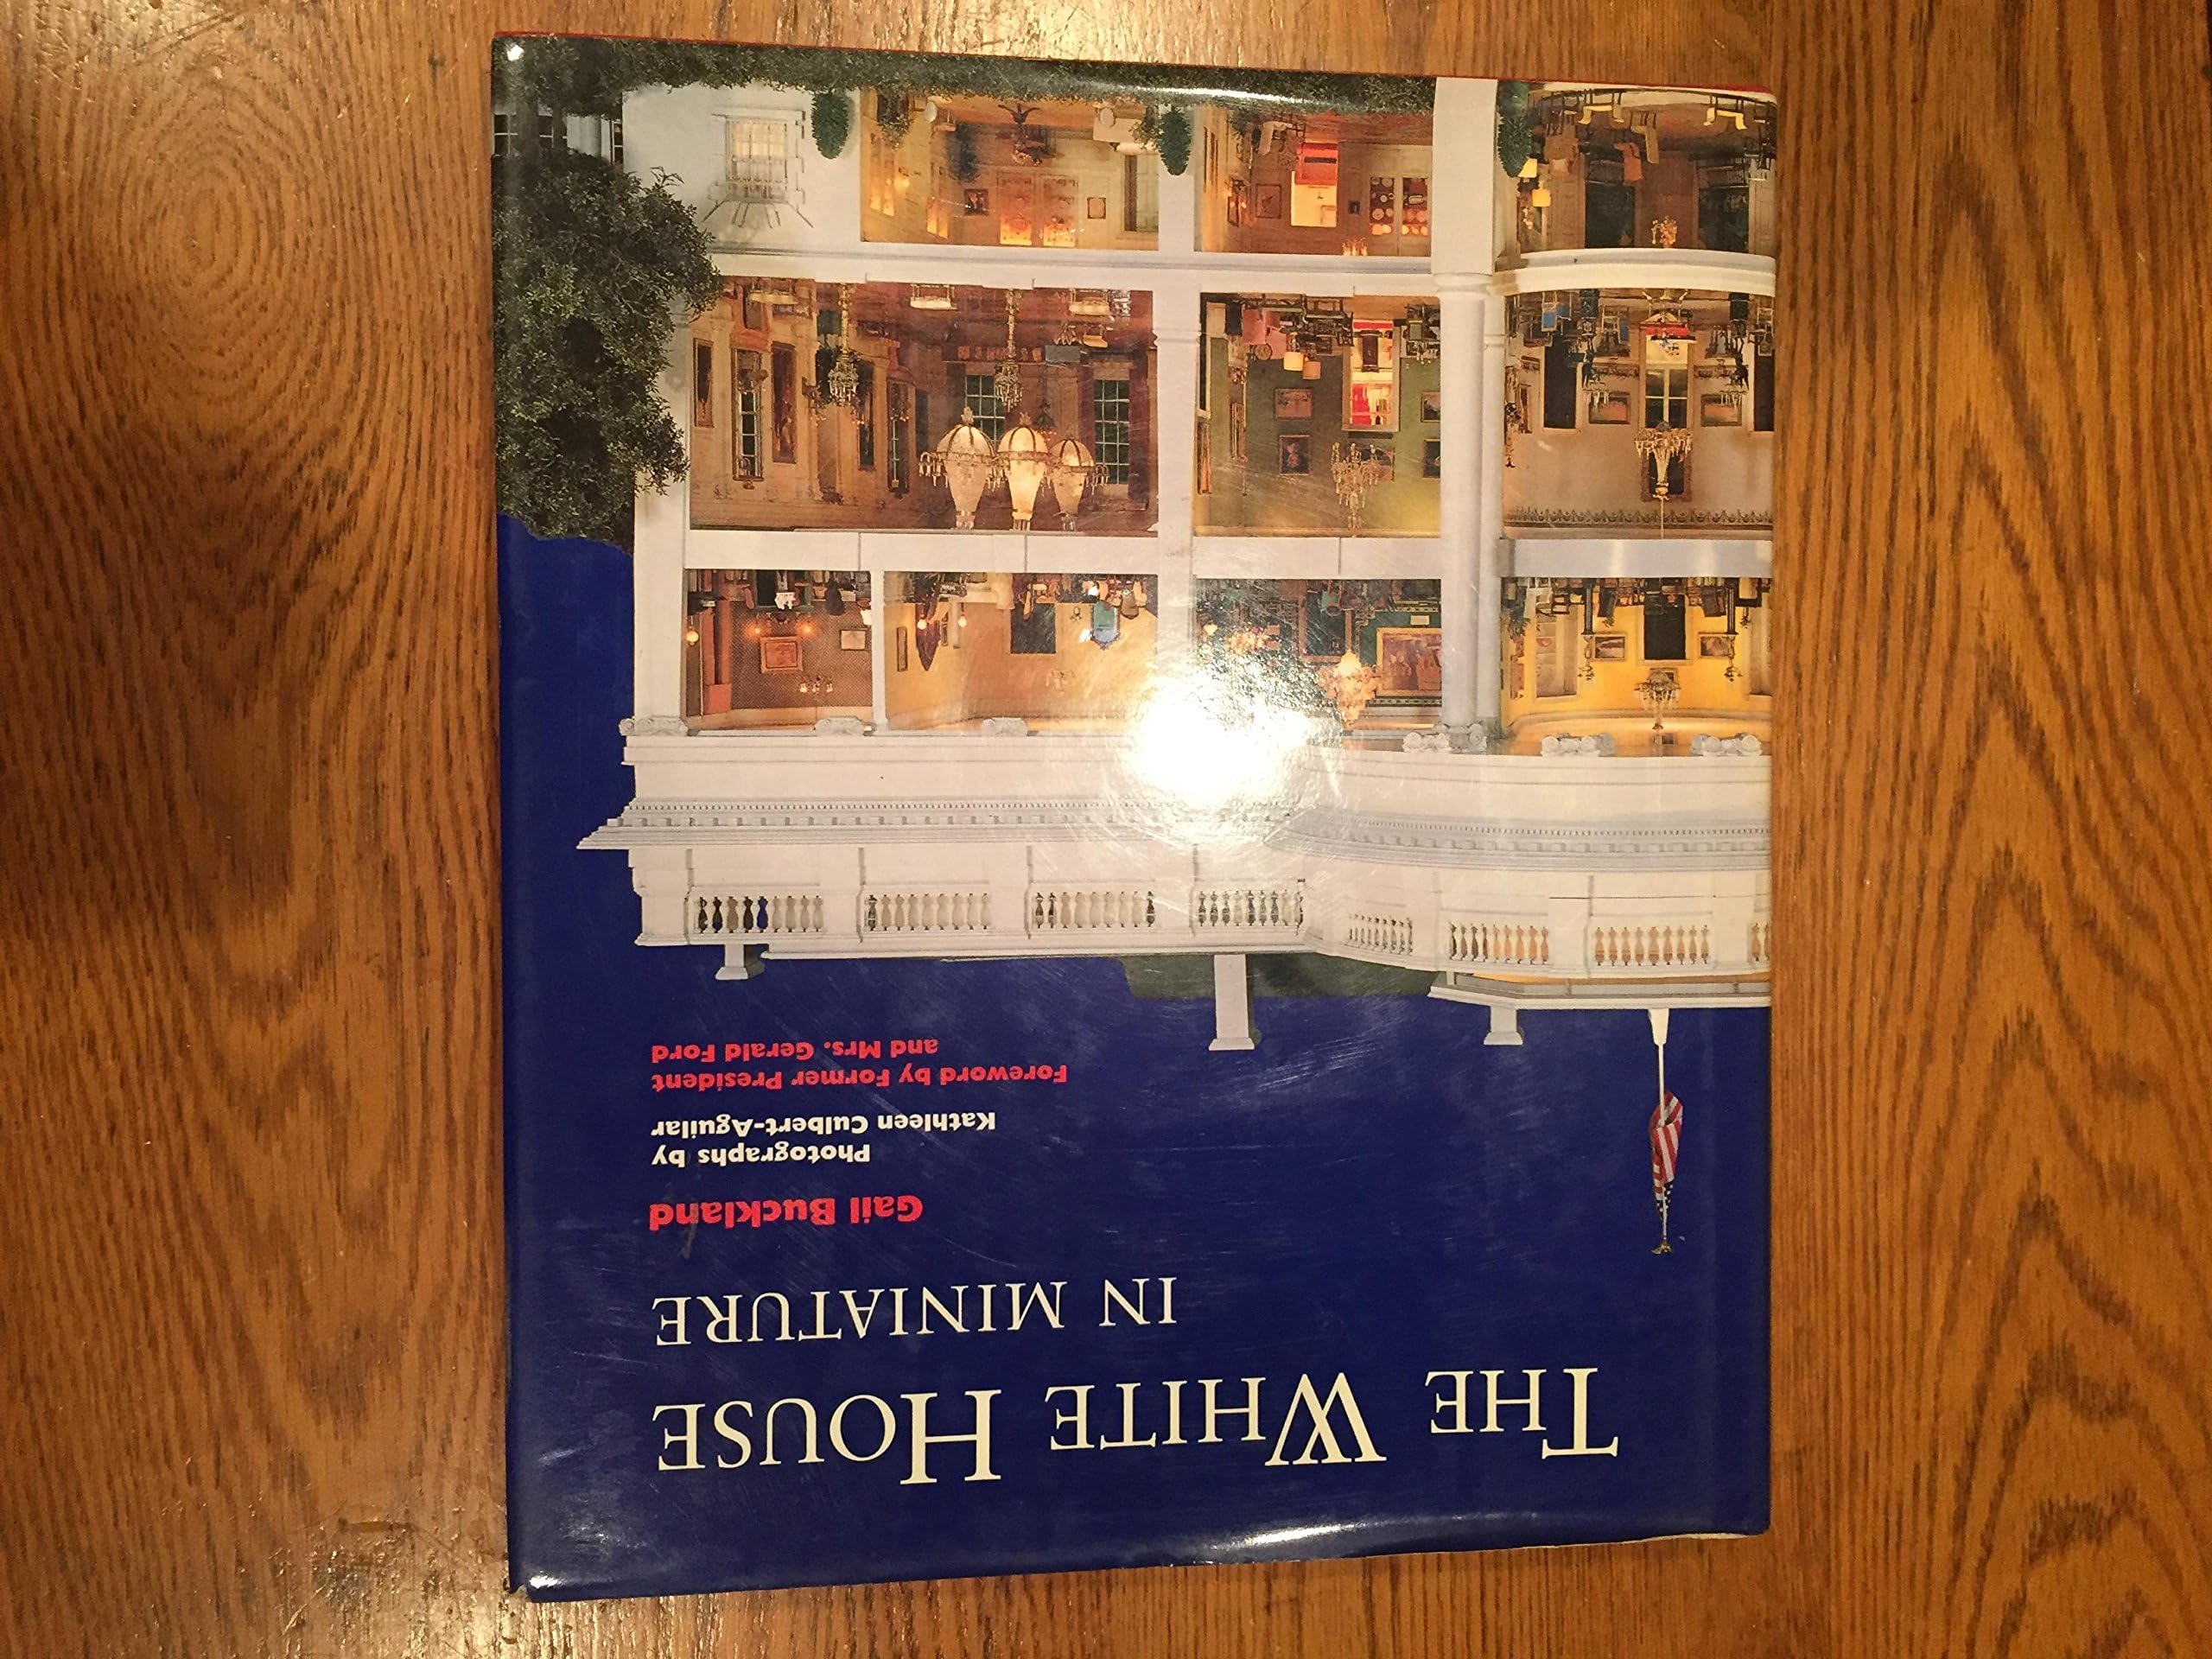 THE WHITE HOUSE
IN MINIATURE
Gail Buckland
Photographs by
Kathleen Culbert-Aguilar
Foreword by Former President
and Mrs. Gerald Ford